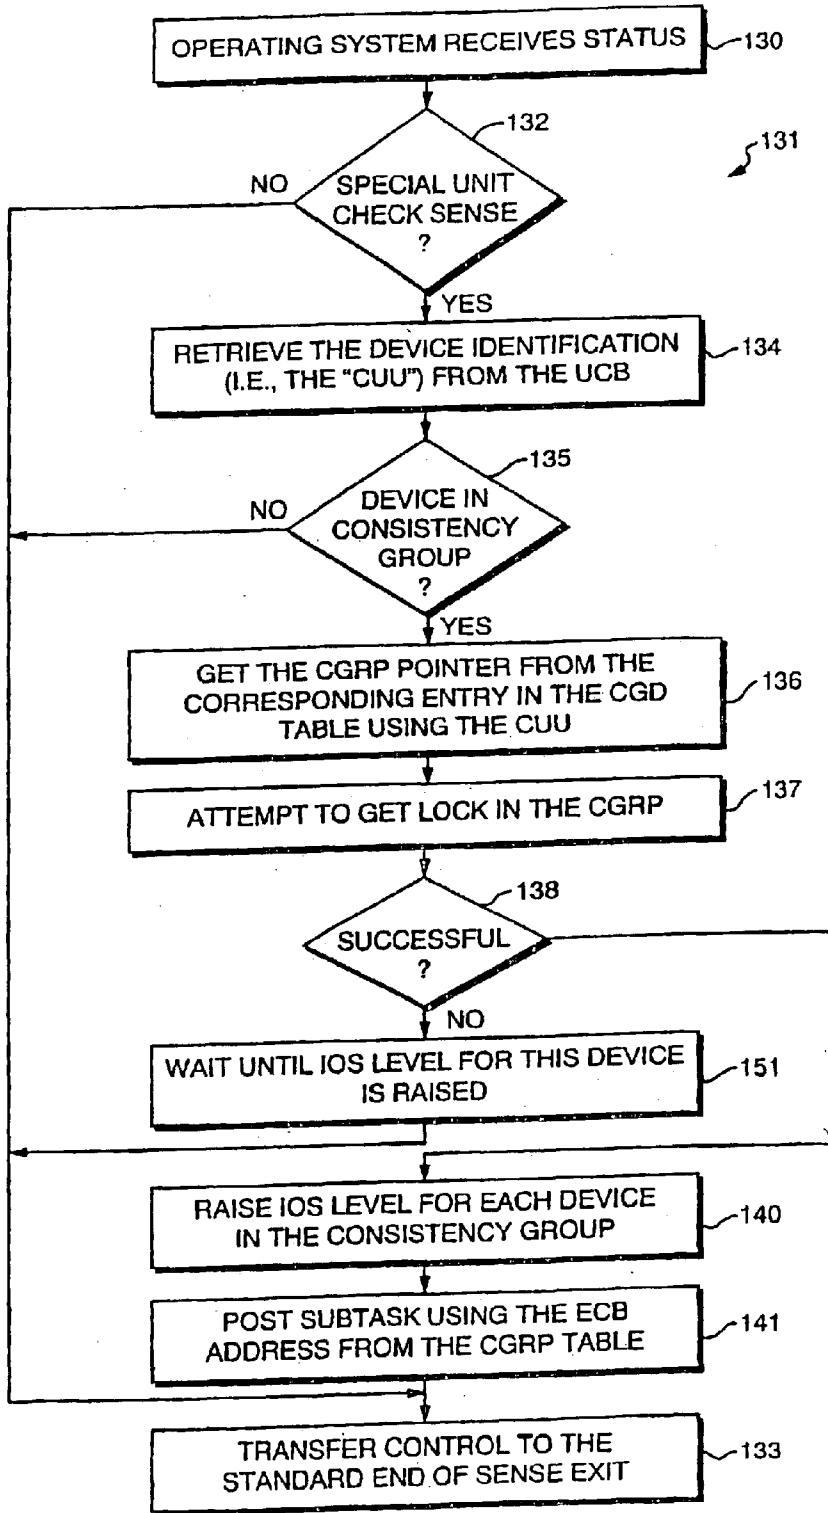 OPERATING SYSTEM RECEIVES STATUS
130
132
131
NO
SPECIAL UNIT
CHECK SENSE
?
YES
RETRIEVE THE DEVICE IDENTIFICATION
(I.E., THE "CUU") FROM THE UCB
134
135
NO
DEVICE IN
CONSISTENCY
GROUP
?
YES
GET THE CGRP POINTER FROM THE
CORRESPONDING ENTRY IN THE CGD
TABLE USING THE CUU
136
ATTEMPT TO GET LOCK IN THE CGRP
137
138
SUCCESSFUL
?
NO
WAIT UNTIL IOS LEVEL FOR THIS DEVICE
IS RAISED
151
RAISE IOS LEVEL FOR EACH DEVICE
IN THE CONSISTENCY GROUP
140
POST SUBTASK USING THE ECB
ADDRESS FROM THE CGRP TABLE
141
TRANSFER CONTROL TO THE
STANDARD END OF SENSE EXIT
133